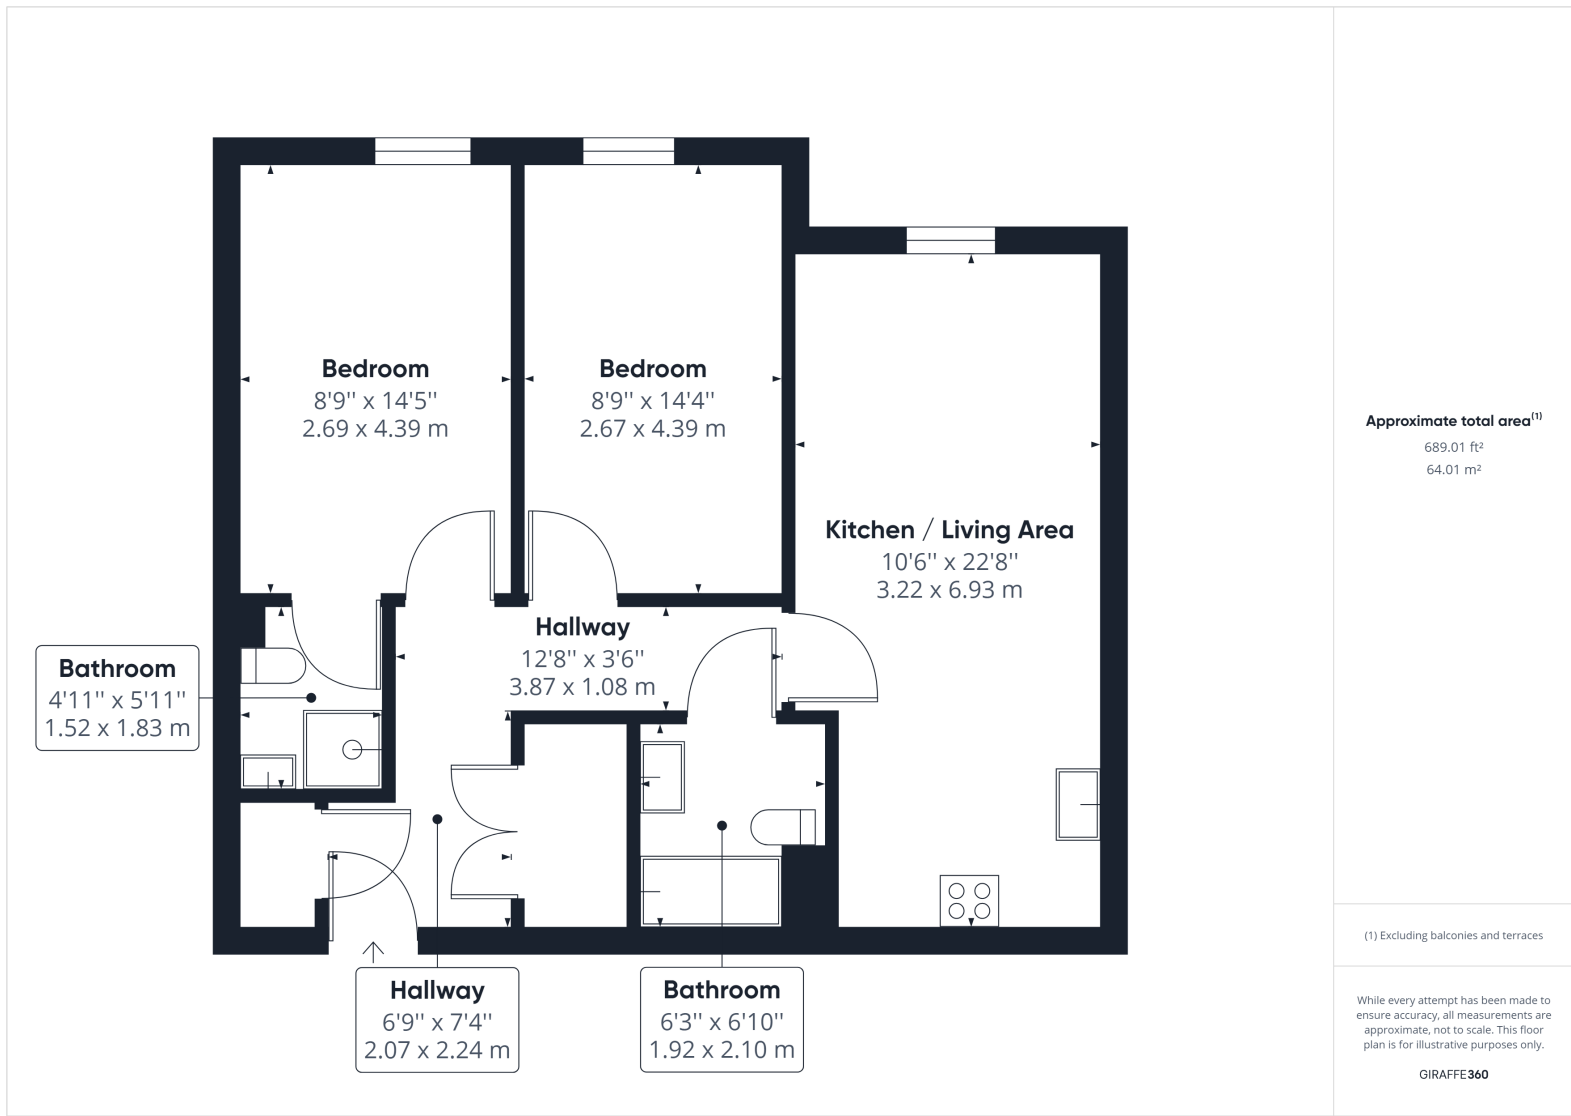 Bedroom
8'9'' x 14'5''
2.69 x 4.39 m
Bedroom
8'9'' x 14'4''
2.67 x 4.39 m
Kitchen / Living Area
10'6'' x 22'8''
3.22 x 6.93 m
Hallway
12'8'' x 3'6''
3.87 x 1.08 m
Bathroom
4'11'' x 5'11''
1.52 x 1.83 m
Hallway
6'9'' x 7'4''
2.07 x 2.24 m
Bathroom
6'3'' x 6'10''
1.92 x 2.10 m
Approximate total area(1)
689.01 ft²
64.01 m²
(1) Excluding balconies and terraces
While every attempt has been made to
ensure accuracy, all measurements are
approximate, not to scale. This floor
plan is for illustrative purposes only.
GIRAFFE360